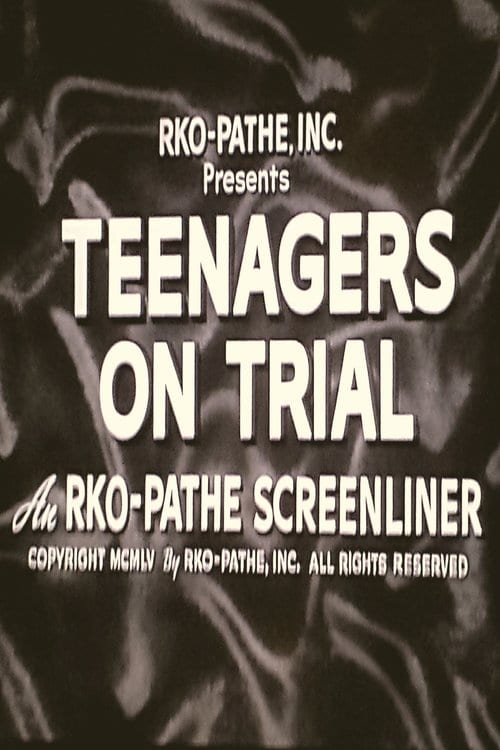 RKO-PATHE, INC.
Presents
TEENAGERS
ON TRIAL
An RKO-PATHE SCREENLINER
COPYRIGHT MCMLV By RKO-PATHE, INC. ALL RIGHTS RESERVED